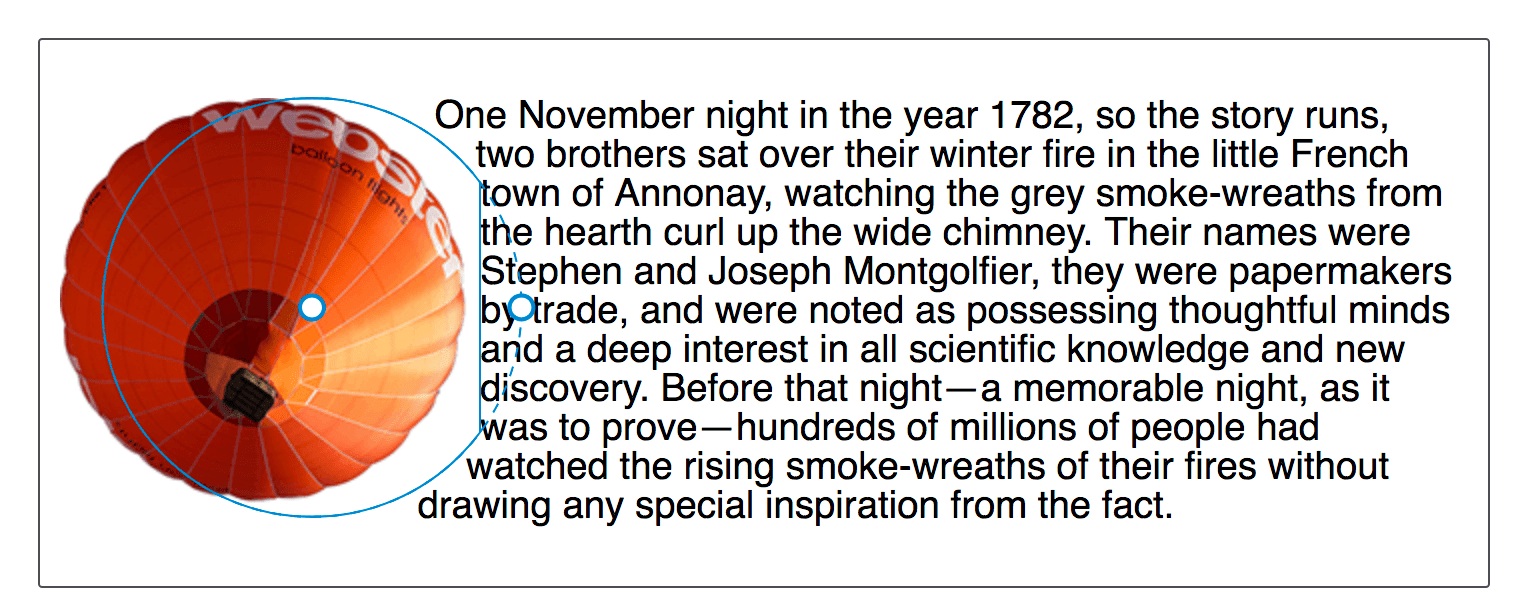 webster
balloon flights
One November night in the year 1782, so the story runs,
two brothers sat over their winter fire in the little French
town of Annonay, watching the grey smoke-wreaths from
the hearth curl up the wide chimney. Their names were
Stephen and Joseph Montgolfier, they were papermakers
by trade, and were noted as possessing thoughtful minds
and a deep interest in all scientific knowledge and new
discovery. Before that night—a memorable night, as it
was to prove—hundreds of millions of people had
watched the rising smoke-wreaths of their fires without
drawing any special inspiration from the fact.